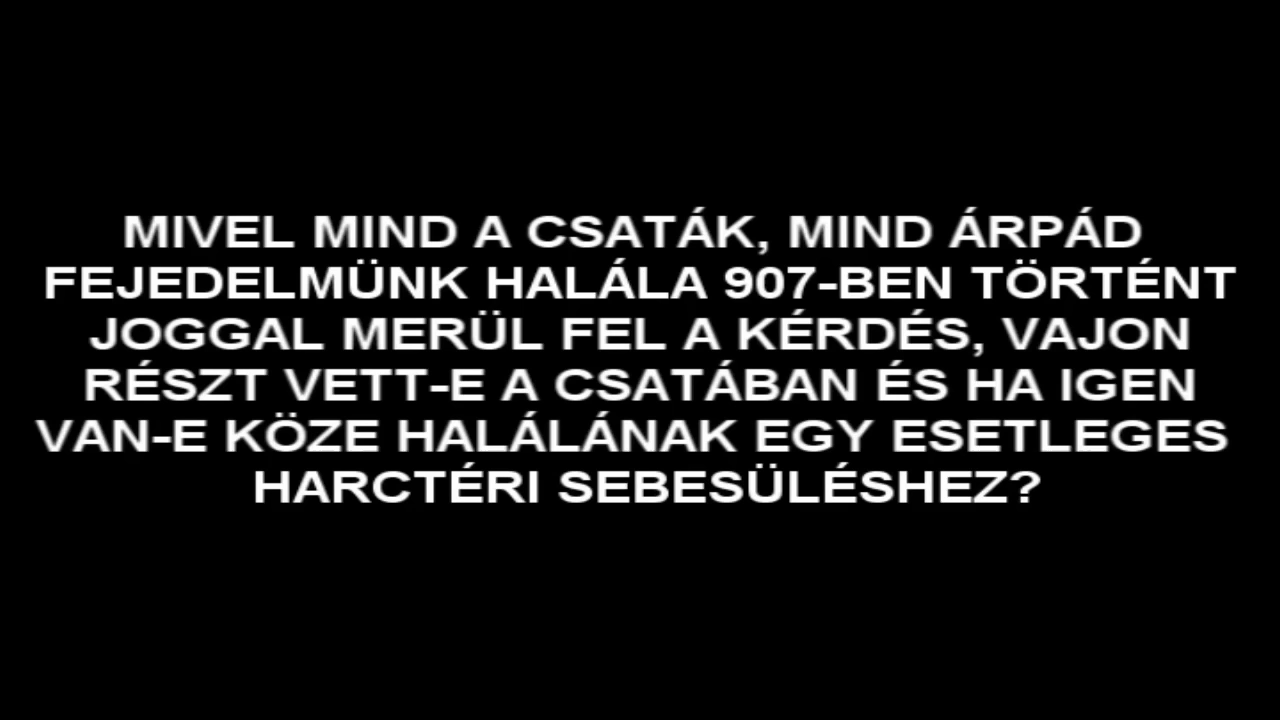 MIVEL MIND A CSATÁK, MIND ÁRPÁD
FEJEDELMÜNK HALÁLA 907-BEN TÖRTÉNT
JOGGAL MERÜL FEL A KÉRDÉS, VAJON
RÉSZT VETT-E A CSATÁBAN ÉS HA IGEN
VAN-E KÖZE HALÁLÁNAK EGY ESETLEGES
HARCTÉRI SEBESÜLÉSHEZ?